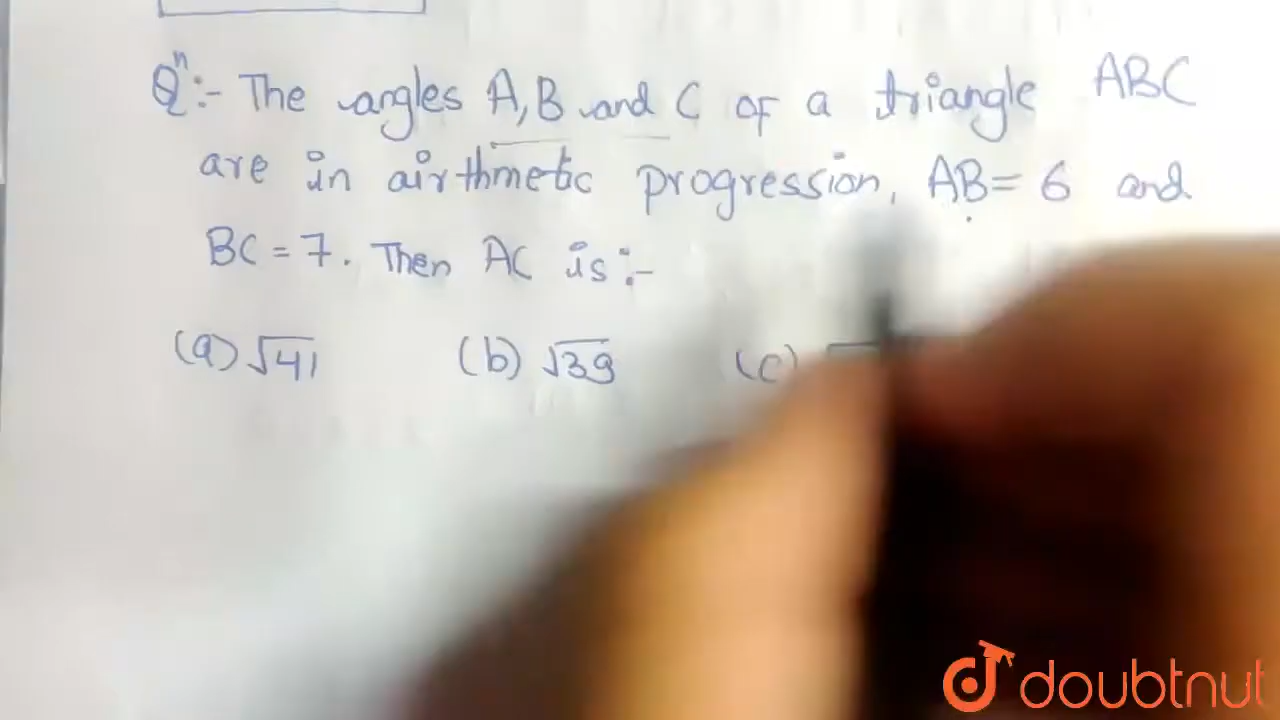 Qⁿ:- The angles A, B and C of a triangle ABC
are in airthmetic progression, AB = 6 and
BC = 7. Then AC is :-
(a) √41 (b) √39 (c)
doubtnut